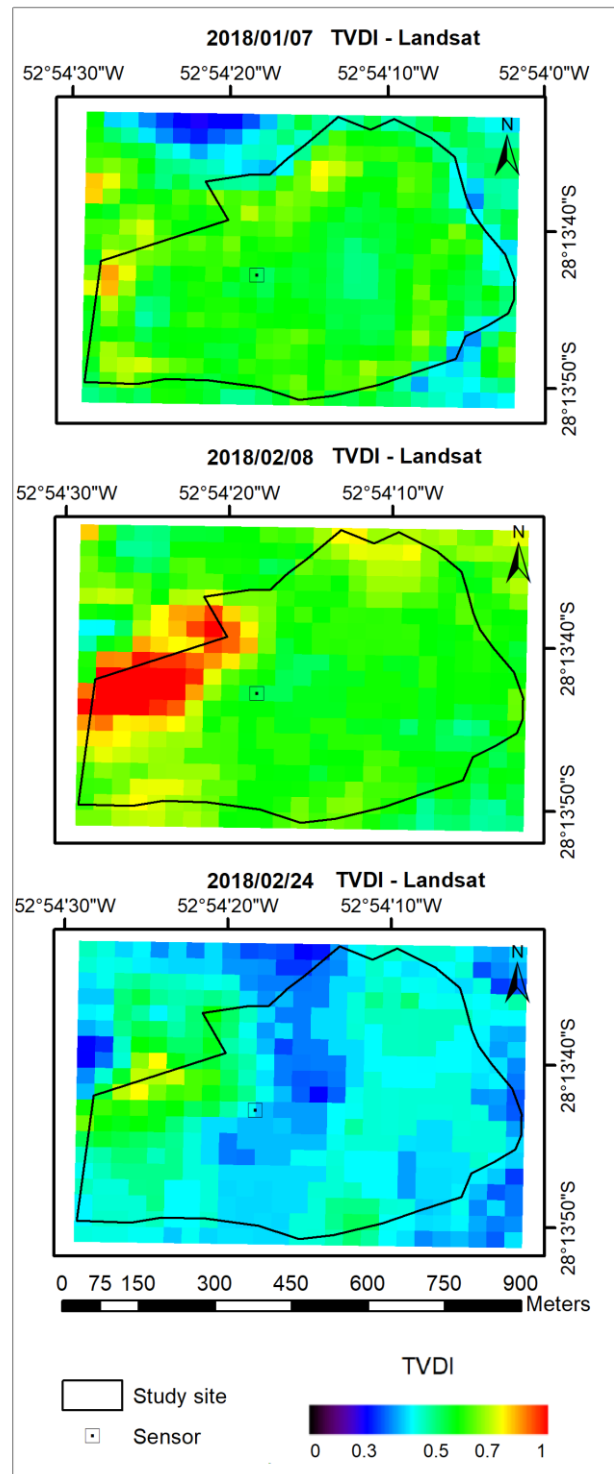 2018/01/07 TVDI - Landsat
52°54'30"W 52°54'20"W 52°54'10"W 52°54'0"W
N
28°13'40"S
28°13'50"S
2018/02/08 TVDI - Landsat
52°54'30"W 52°54'20"W 52°54'10"W
N
28°13'40"S
28°13'50"S
2018/02/24 TVDI - Landsat
52°54'30"W 52°54'20"W 52°54'10"W
N
28°13'40"S
28°13'50"S
0 75 150 300 450 600 750 900
Meters
TVDI
Study site
Sensor
0 0.3 0.5 0.7 1